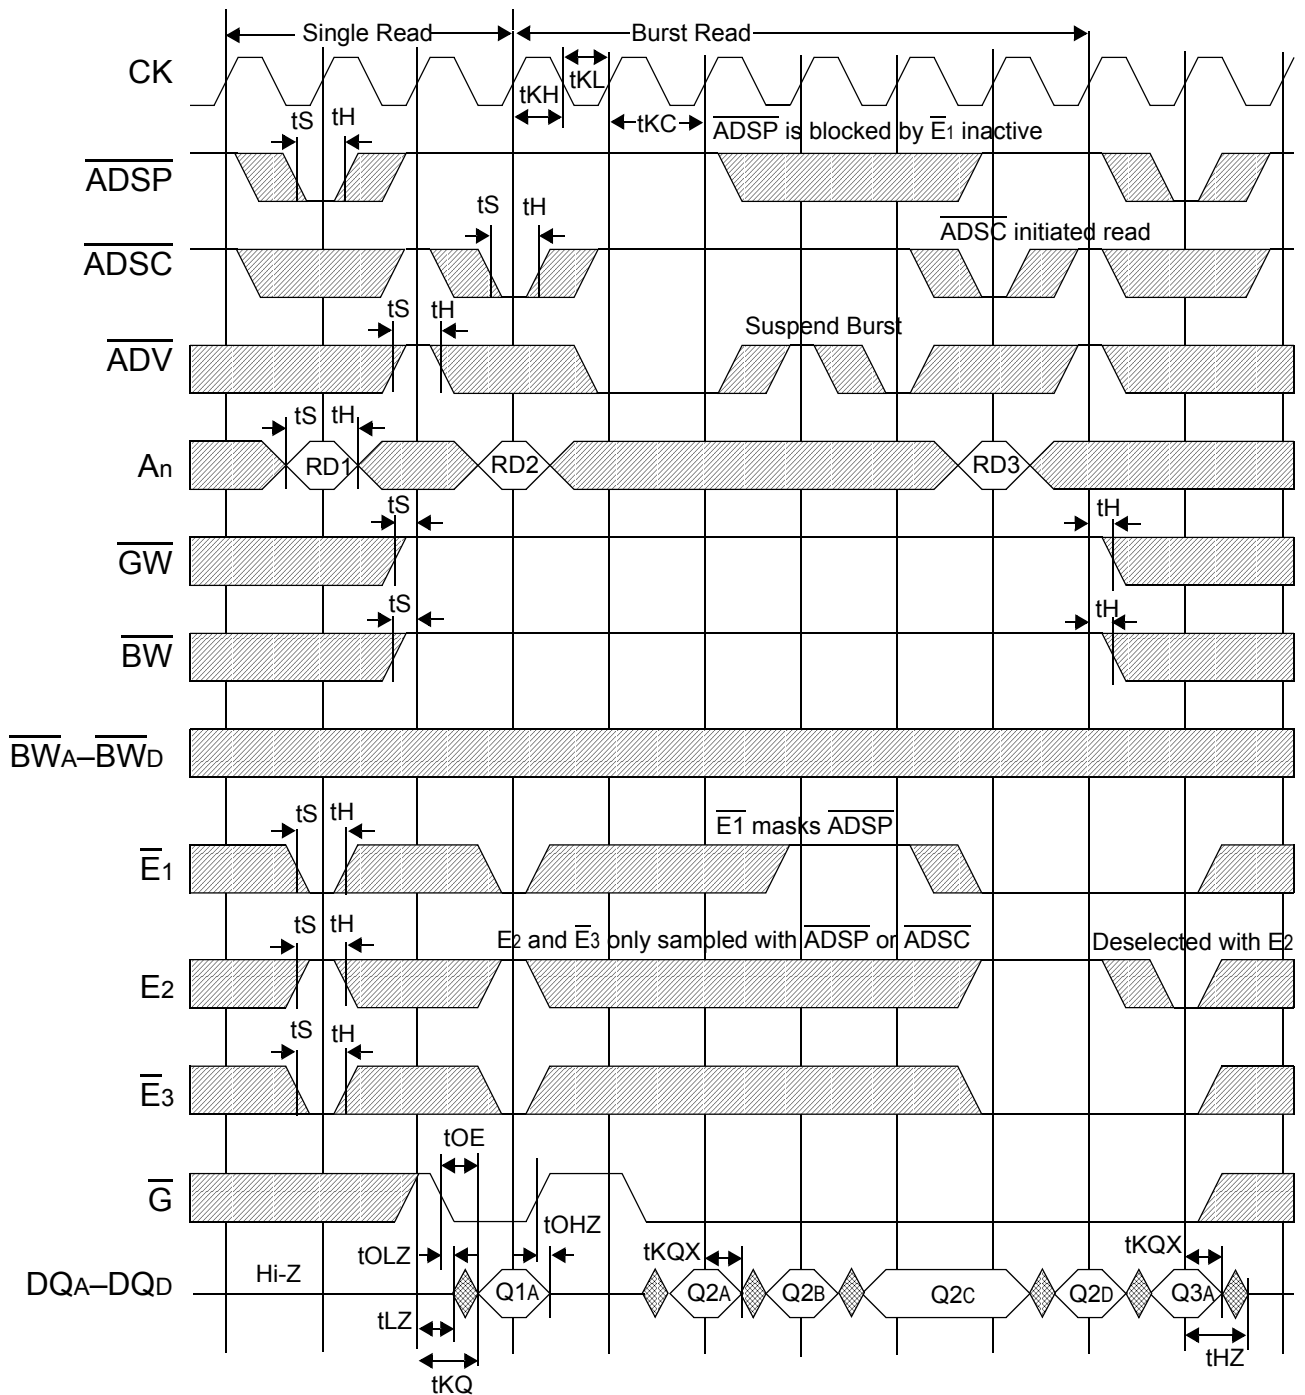 Single Read Burst Read
CK
tKL
tKH
tKC
tS tH
ADSP is blocked by E1 inactive
ADSP
tS tH
ADSC initiated read
ADSC
tS tH
Suspend Burst
ADV
tS tH
An RD1 RD2 RD3
tS tH
GW
tS tH
BW
BWA–BWD
tS tH
E1 masks ADSP
E1
tS tH
E2 and E3 only sampled with ADSP or ADSC
Deselected with E2
E2
tS tH
E3
tOE
G
tOHZ
tOLZ tKQX tKQX
DQA–DQD Hi-Z Q1A Q2A Q2B Q2C Q2D Q3A
tLZ
tHZ
tKQ